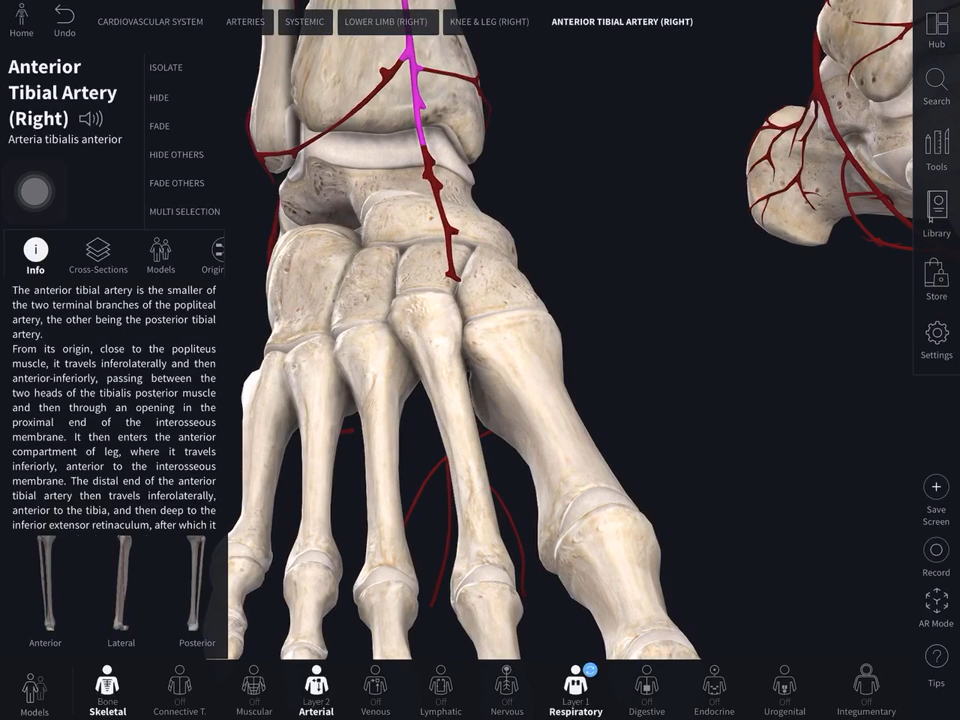 Home
Undo
CARDIOVASCULAR SYSTEM
ARTERIES
SYSTEMIC
LOWER LIMB (RIGHT)
KNEE & LEG (RIGHT)
ANTERIOR TIBIAL ARTERY (RIGHT)
Anterior
Tibial Artery
(Right)
Arteria tibialis anterior
ISOLATE
HIDE
FADE
HIDE OTHERS
FADE OTHERS
MULTI SELECTION
Info
Cross-Sections
Models
Origi
The anterior tibial artery is the smaller of
the two terminal branches of the popliteal
artery, the other being the posterior tibial
artery.
From its origin, close to the popliteus
muscle, it travels inferolaterally and then
anterior-inferiorly, passing between the
two heads of the tibialis posterior muscle
and then through an opening in the
proximal end of the interosseous
membrane. It then enters the anterior
compartment of leg, where it travels
inferiorly, anterior to the interosseous
membrane. The distal end of the anterior
tibial artery then travels inferolaterally,
anterior to the tibia, and then deep to the
inferior extensor retinaculum, after which it
Anterior
Lateral
Posterior
Hub
Search
Tools
Library
Store
Settings
Save
Screen
Record
AR Mode
Tips
Models
Bone
Skeletal
Off
Connective T.
Off
Muscular
Layer 2
Arterial
Off
Venous
Off
Lymphatic
Off
Nervous
Layer 1
Respiratory
Off
Digestive
Off
Endocrine
Off
Urogenital
Off
Integumentary